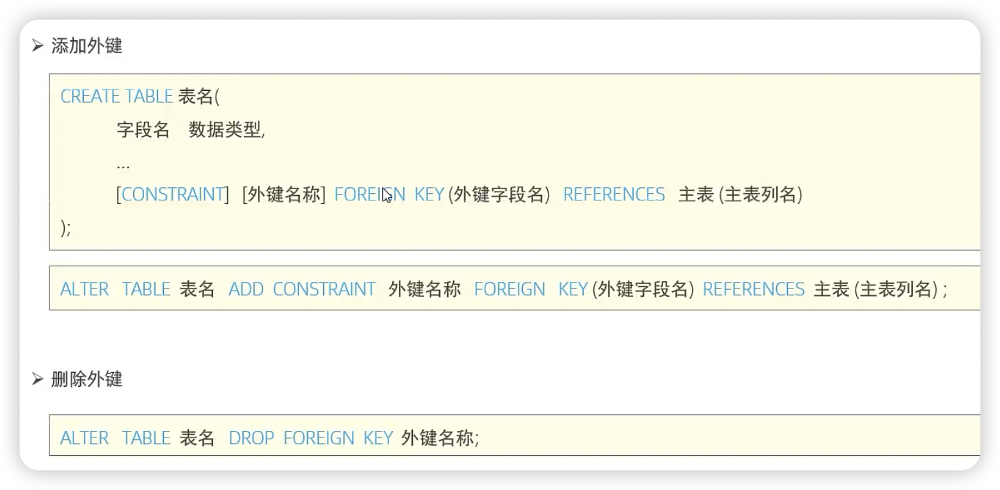 添加外键
CREATE TABLE 表名(
字段名 数据类型,
...
[CONSTRAINT] [外键名称] FOREIGN KEY (外键字段名) REFERENCES 主表 (主表列名)
);
ALTER TABLE 表名 ADD CONSTRAINT 外键名称 FOREIGN KEY (外键字段名) REFERENCES 主表 (主表列名) ;
删除外键
ALTER TABLE 表名 DROP FOREIGN KEY 外键名称;